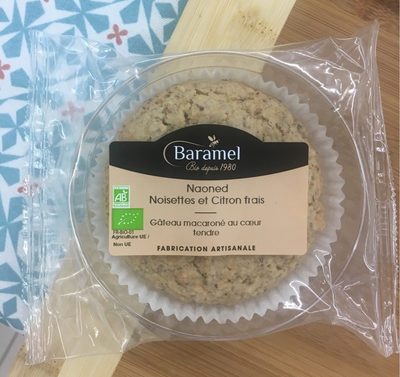 Baramel
Bio depuis 1980
Naoned
Noisettes et Citron frais
Gâteau macaroné au cœur
tendre
FABRICATION ARTISANALE
AB
FR-BIO-01
Agriculture UE /
Non UE